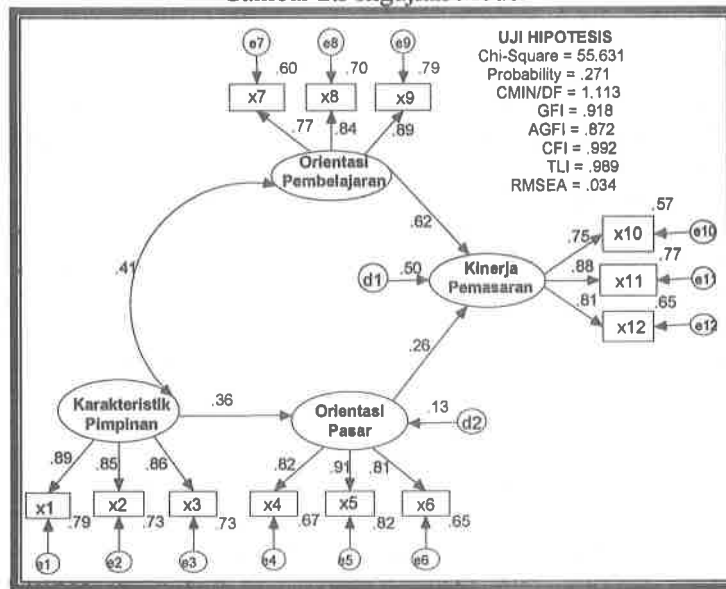 UJI HIPOTESIS
Chi-Square = 55.631
Probability = .271
CMIN/DF = 1.113
GFI = .918
AGFI = .872
CFI = .992
TLI = .989
RMSEA = .034
e7 e8 e9
.60 .70 .79
x7 x8 x9
.77 .84 .89
Orientasi
Pembelajaran
.62
.57
x10 e10
.75
.77
.41
d1 .50
Kinerja
Pemasaran
.88
x11 e11
.81 .65
x12 e12
.26
Karakteristik
Pimpinan
.36
Orientasi
Pasar
.13
d2
.89 .85 .86
.82 .91 .81
x1 .79 x2 .73 x3 .73
x4 .67 x5 .82 x6 .65
e1 e2 e3 e4 e5 e6